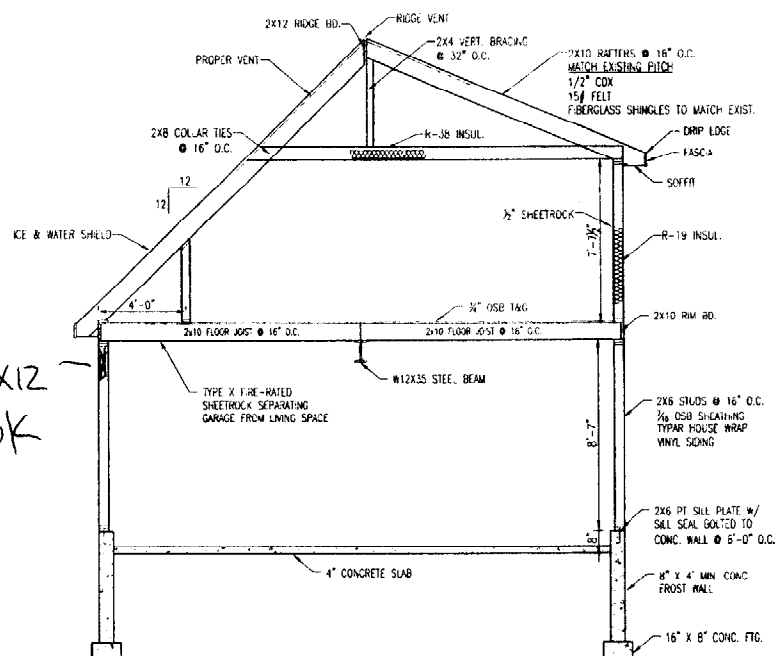 RIDGE VENT
2X12 RIDGE BD.
2X4 VERT. BRACING
@ 32" O.C.
PROPER VENT
2X10 RAFTERS @ 16" O.C.
MATCH EXISTING PITCH
1/2" CDX
15# FELT
FIBERGLASS SHINGLES TO MATCH EXIST.
2X8 COLLAR TIES
@ 16" O.C.
R-38 INSUL.
DRIP EDGE
FASCIA
SOFFIT
12
12
½" SHEETROCK
ICE & WATER SHIELD
7'-7½"
R-19 INSUL.
4'-0"
¾" OSB T&G
2x10 FLOOR JOIST @ 16" O.C.
2x10 FLOOR JOIST @ 16" O.C.
2X10 RIM BD.
X12
OK
W12X35 STEEL BEAM
TYPE X FIRE-RATED
SHEETROCK SEPARATING
GARAGE FROM LIVING SPACE
8'-7"
2X6 STUDS @ 16" O.C.
7/16 OSB SHEATHING
TYPAR HOUSE WRAP
VINYL SIDING
2X6 PT SILL PLATE W/
SILL SEAL BOLTED TO
CONC. WALL @ 6'-0" O.C.
8"
4" CONCRETE SLAB
8" X 4' MIN. CONC
FROST WALL
16" X 8" CONC. FTG.